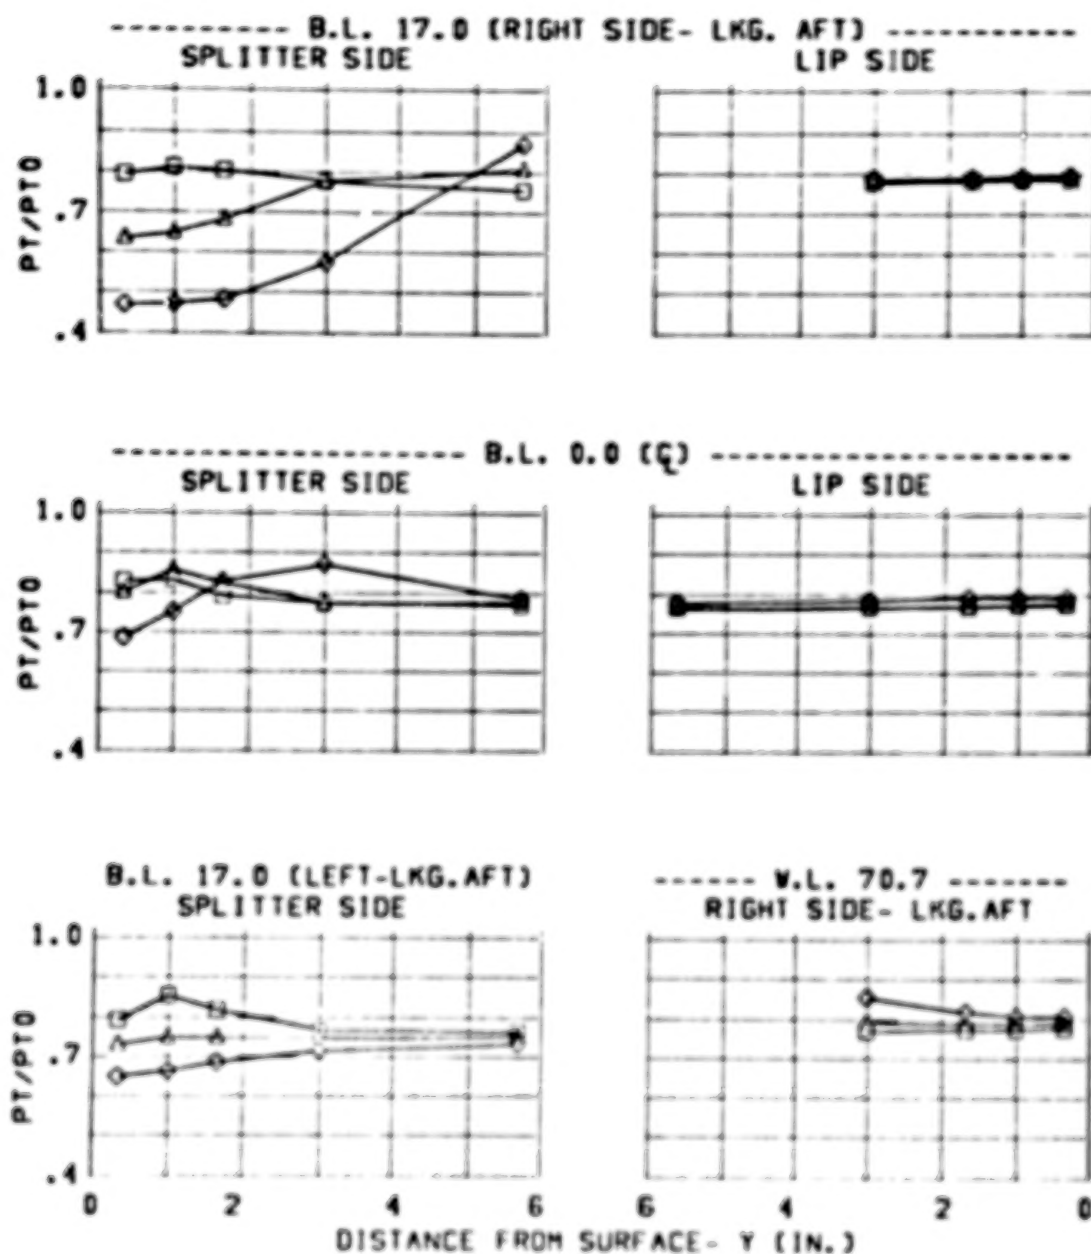 ---------- B.L. 17.0 (RIGHT SIDE- LKG. AFT) ----------
SPLITTER SIDE LIP SIDE
1.0
PT/PTO
.7
.4
----------------- B.L. 0.0 (℄) -----------------
SPLITTER SIDE LIP SIDE
1.0
PT/PTO
.7
.4
B.L. 17.0 (LEFT-LKG.AFT) ------ W.L. 70.7 -------
SPLITTER SIDE RIGHT SIDE- LKG.AFT
1.0
PT/PTO
.7
.4
0 2 4 6 6 4 2 0
DISTANCE FROM SURFACE- Y (IN.)